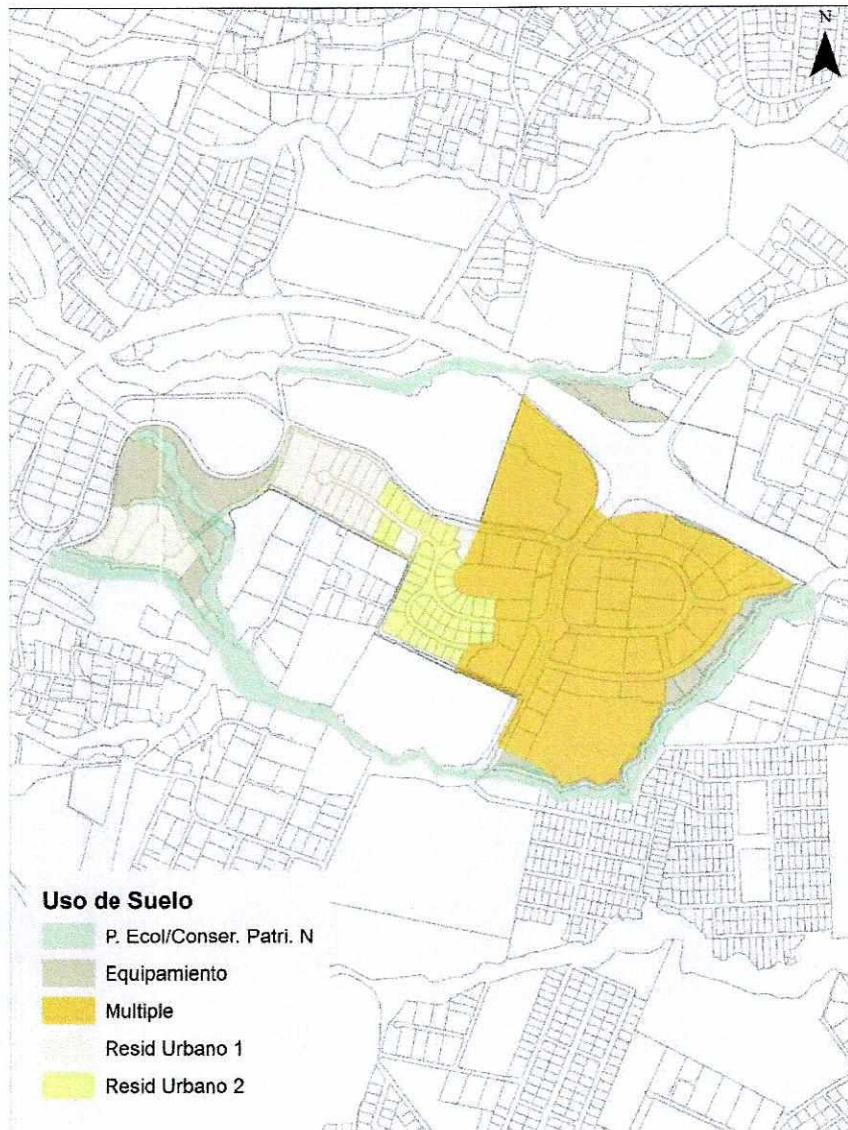 N
Uso de Suelo
P. Ecol/Conser. Patri. N
Equipamiento
Multiple
Resid Urbano 1
Resid Urbano 2